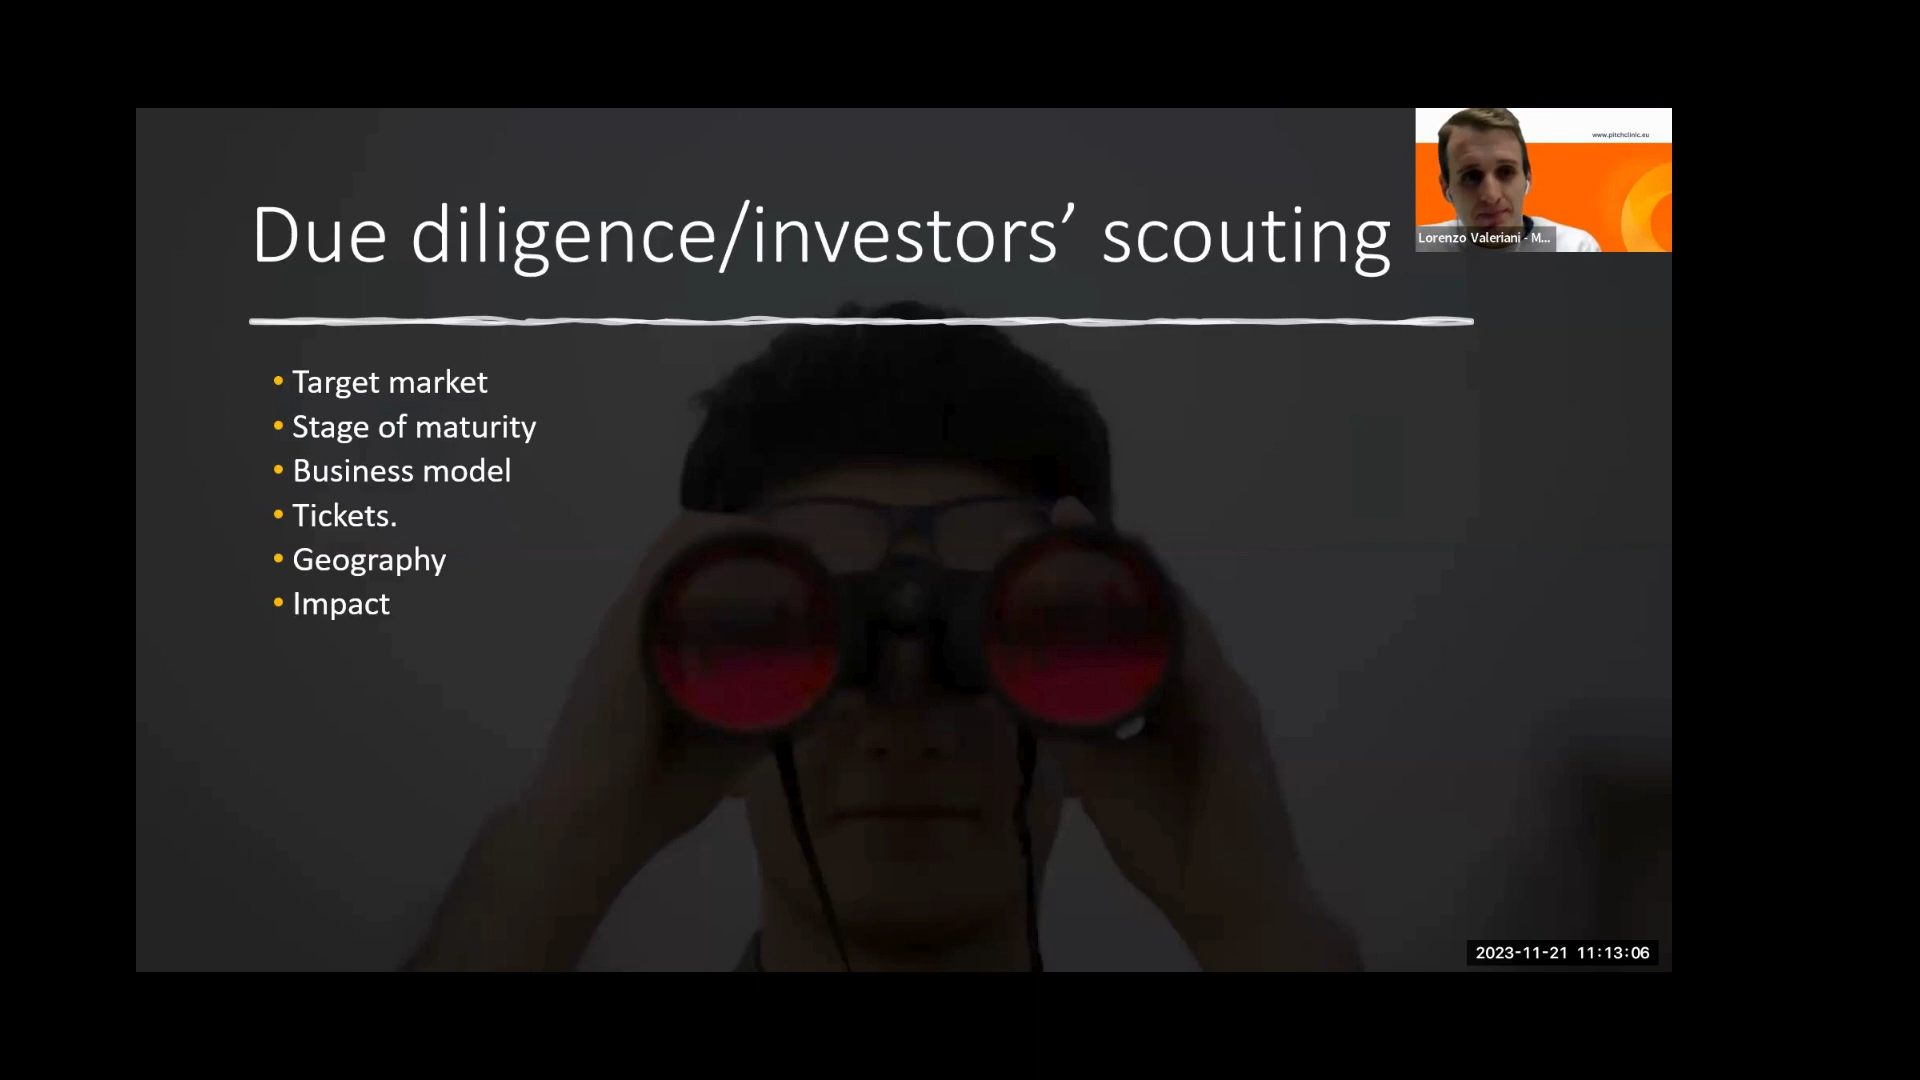 www.pitchclinic.eu
Due diligence/investors’ scouting
Lorenzo Valeriani - M...
• Target market
• Stage of maturity
• Business model
• Tickets.
• Geography
• Impact
2023-11-21 11:13:06